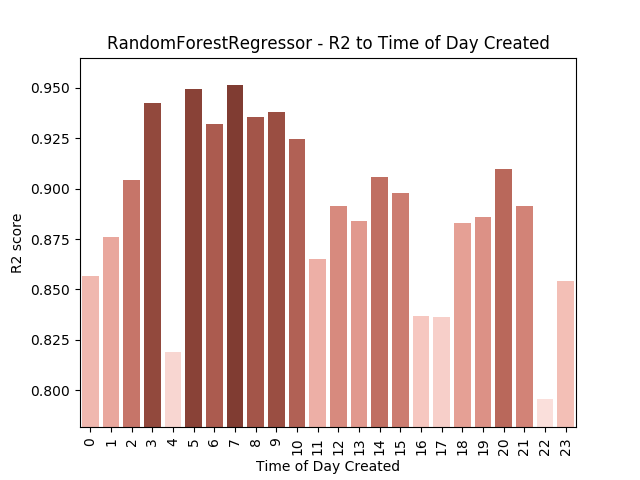 RandomForestRegressor - R2 to Time of Day Created
0.950
0.925
0.900
0.875
0.850
0.825
0.800
R2 score
0 1 2 3 4 5 6 7 8 9 10 11 12 13 14 15 16 17 18 19 20 21 22 23
Time of Day Created